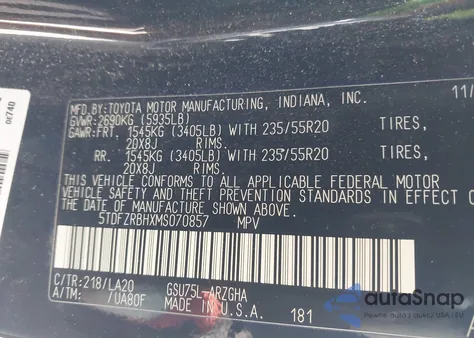 11/
MFD.BY:TOYOTA MOTOR MANUFACTURING, INDIANA, INC.
GVWR:2690KG (5935LB)
GAWR:FRT. 1545KG (3405LB) WITH 235/55R20 TIRES,
20X8J RIMS.
RR. 1545KG (3405LB) WITH 235/55R20 TIRES,
20X8J RIMS.
THIS VEHICLE CONFORMS TO ALL APPLICABLE FEDERAL MOTOR
VEHICLE SAFETY AND THEFT PREVENTION STANDARDS IN EFFECT ON
THE DATE OF MANUFACTURE SHOWN ABOVE.
5TDFZRBHXMS070857 MPV
C/TR:218/LA20 GSU75L-ARZGHA
A/TM: /UA80F MADE IN U.S.A. 181
autoSnap